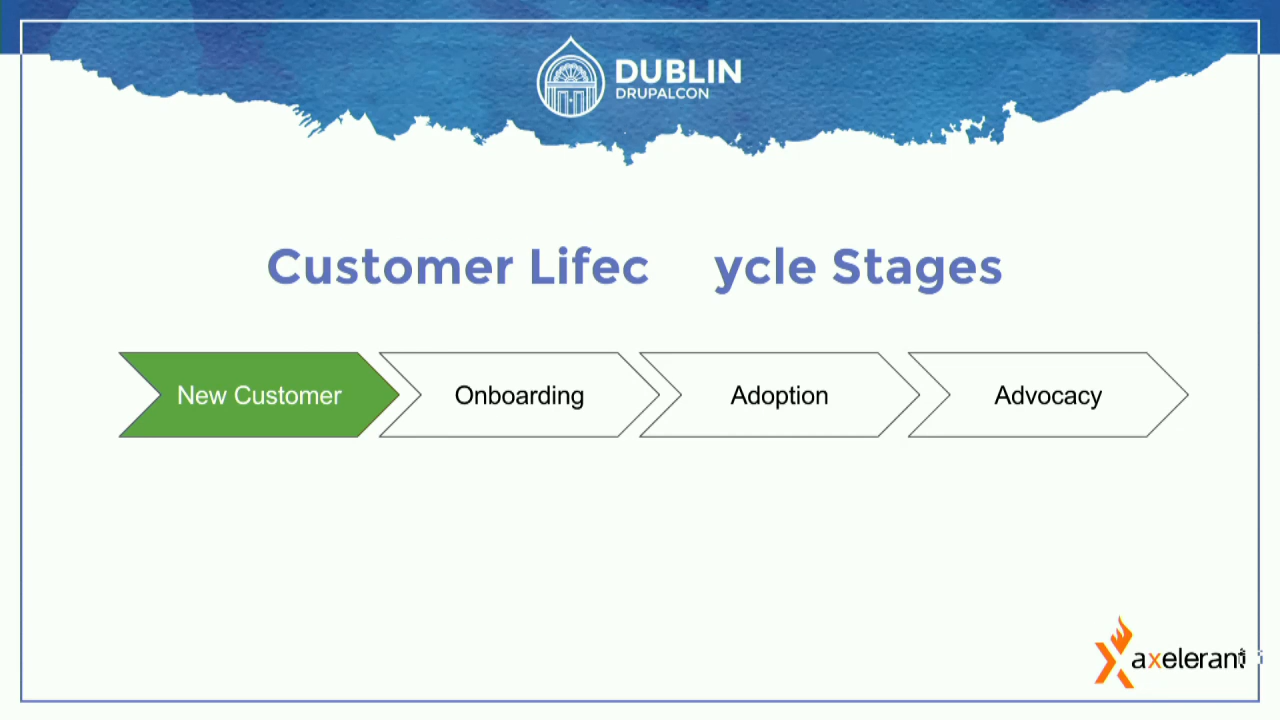 DUBLIN
DRUPALCON
Customer Lifec ycle Stages
New Customer
Onboarding
Adoption
Advocacy
axelerant